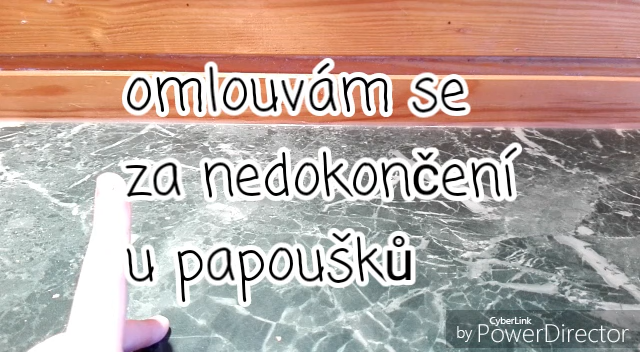 omlouvám se
za nedokončení
u papoušků
CyberLink
by PowerDirector